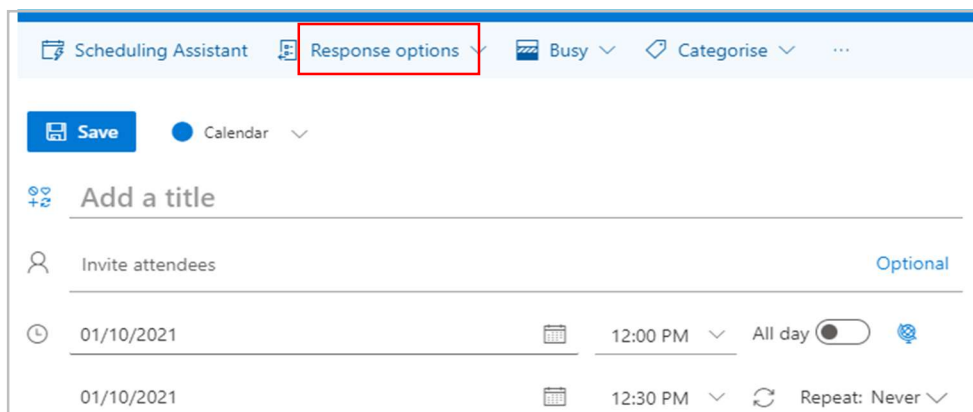 Scheduling Assistant Response options Busy Categorise ...
Save Calendar
Add a title
Invite attendees Optional
01/10/2021 12:00 PM All day
01/10/2021 12:30 PM Repeat: Never